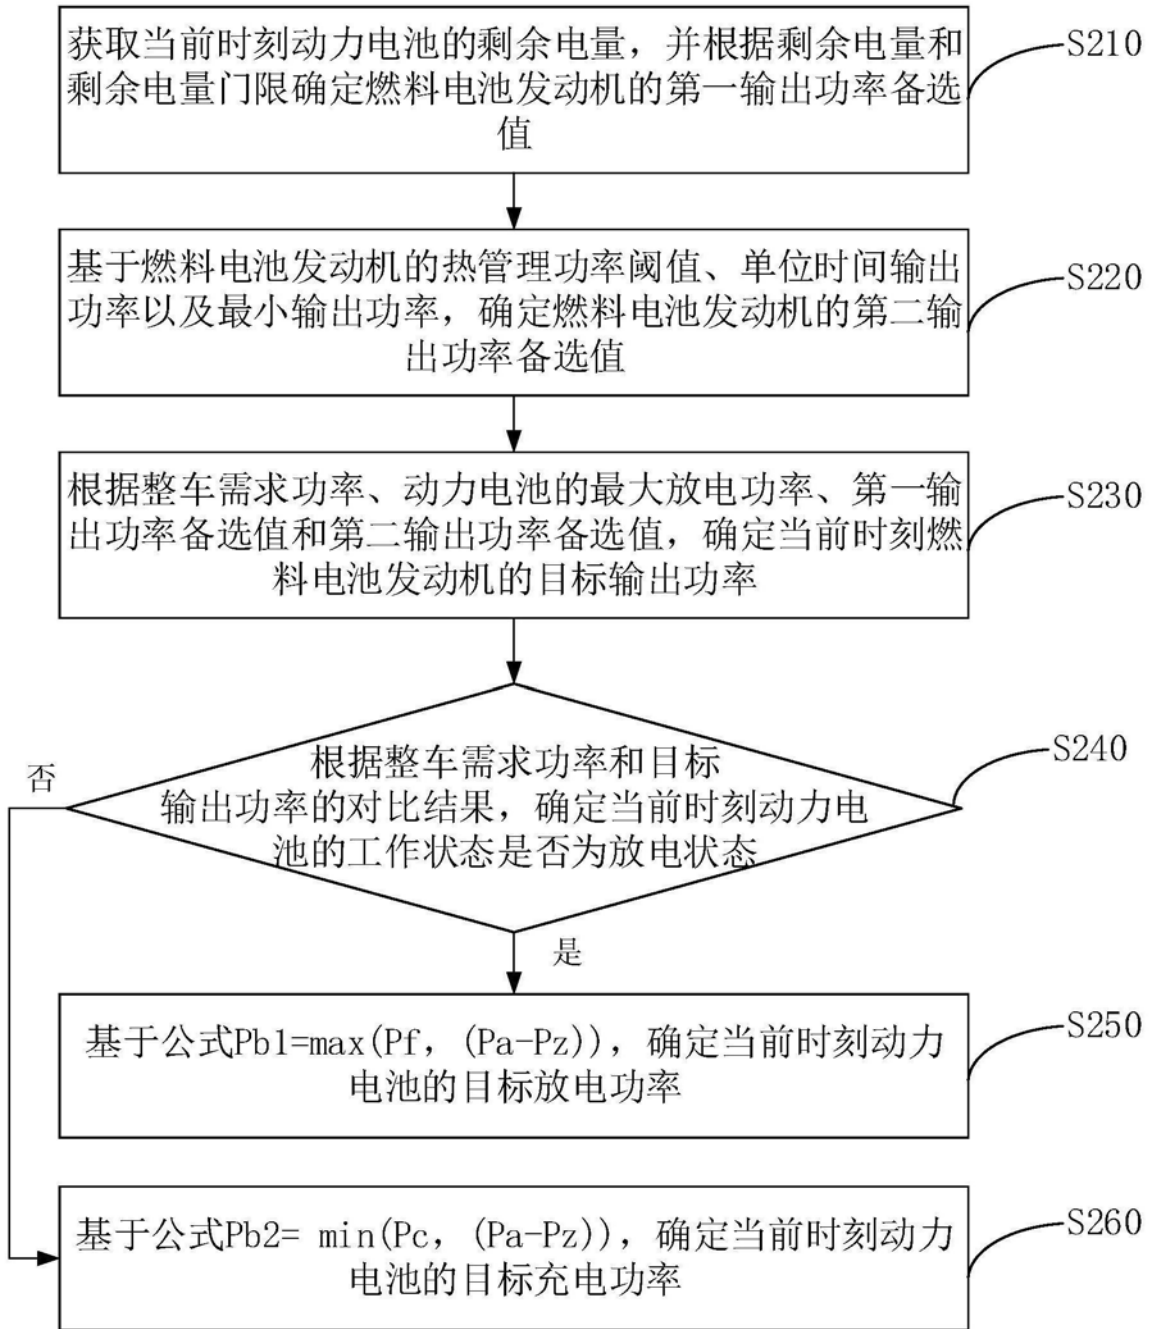 获取当前时刻动力电池的剩余电量，并根据剩余电量和
剩余电量门限确定燃料电池发动机的第一输出功率备选
值
S210
基于燃料电池发动机的热管理功率阈值、单位时间输出
功率以及最小输出功率，确定燃料电池发动机的第二输
出功率备选值
S220
根据整车需求功率、动力电池的最大放电功率、第一输
出功率备选值和第二输出功率备选值，确定当前时刻燃
料电池发动机的目标输出功率
S230
根据整车需求功率和目标
输出功率的对比结果，确定当前时刻动力电
池的工作状态是否为放电状态
S240
否
是
基于公式Pb1=max(Pf，(Pa-Pz))，确定当前时刻动力
电池的目标放电功率
S250
基于公式Pb2= min(Pc，(Pa-Pz))，确定当前时刻动力
电池的目标充电功率
S260